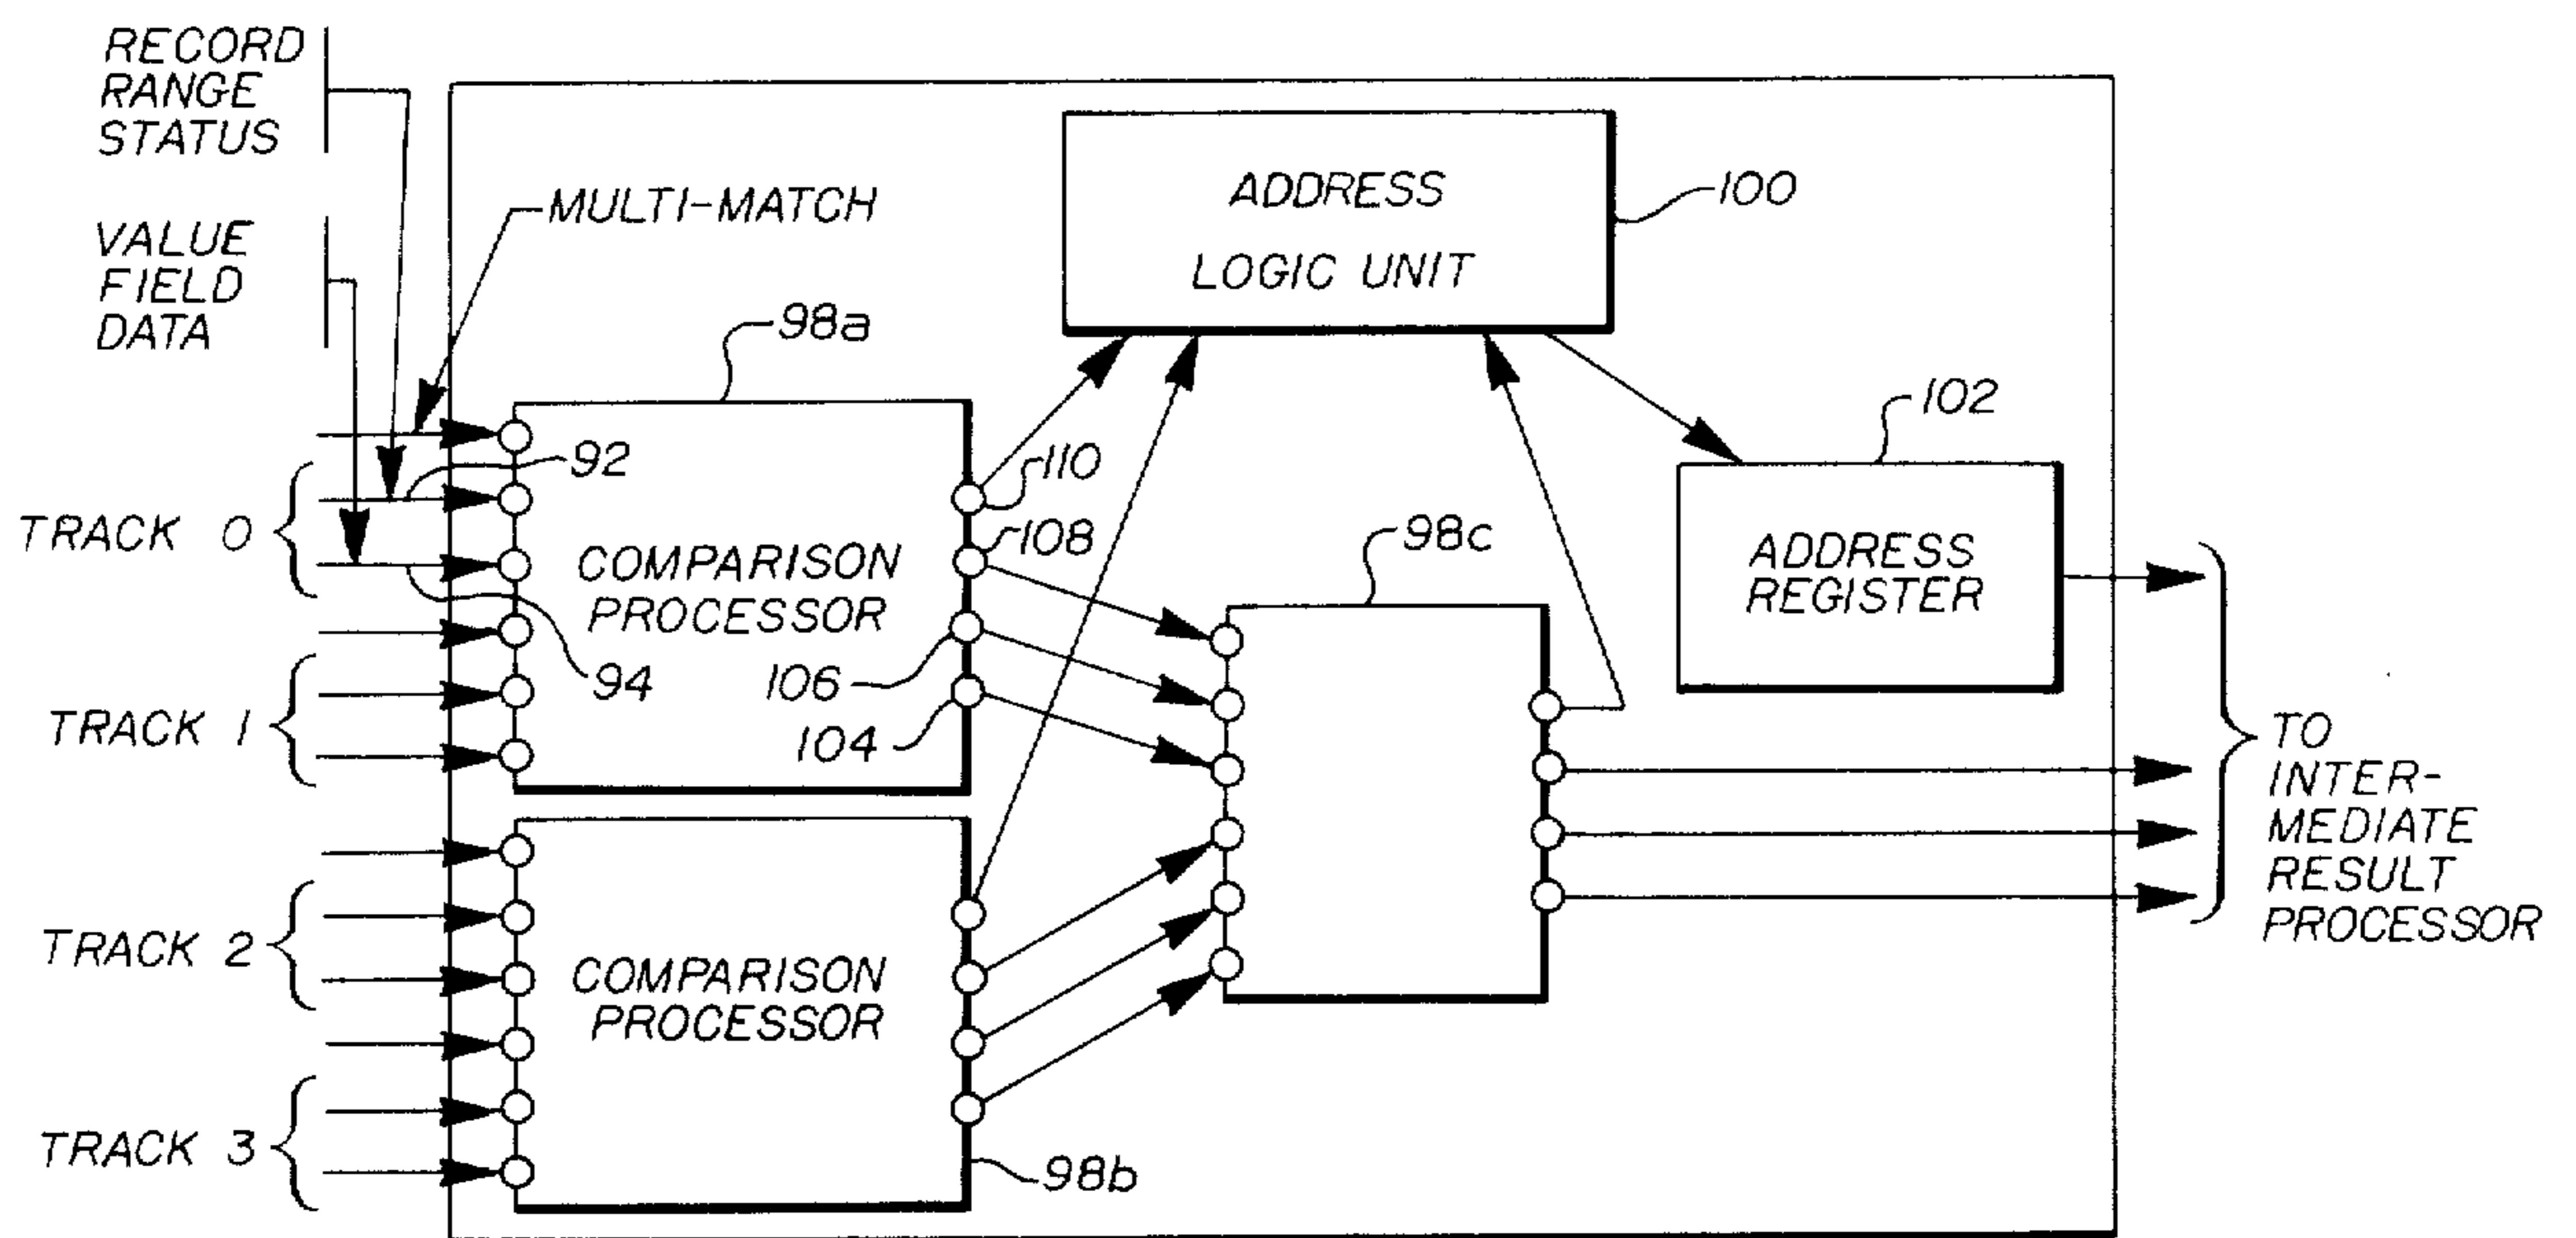 RECORD
RANGE
STATUS
VALUE
FIELD
DATA
MULTI-MATCH
ADDRESS
LOGIC UNIT
100
98a
102
92
110
TRACK 0
108
COMPARISON
PROCESSOR
98c
ADDRESS
REGISTER
94
106
TRACK 1
104
TO
INTER-
MEDIATE
RESULT
PROCESSOR
TRACK 2
COMPARISON
PROCESSOR
TRACK 3
98b